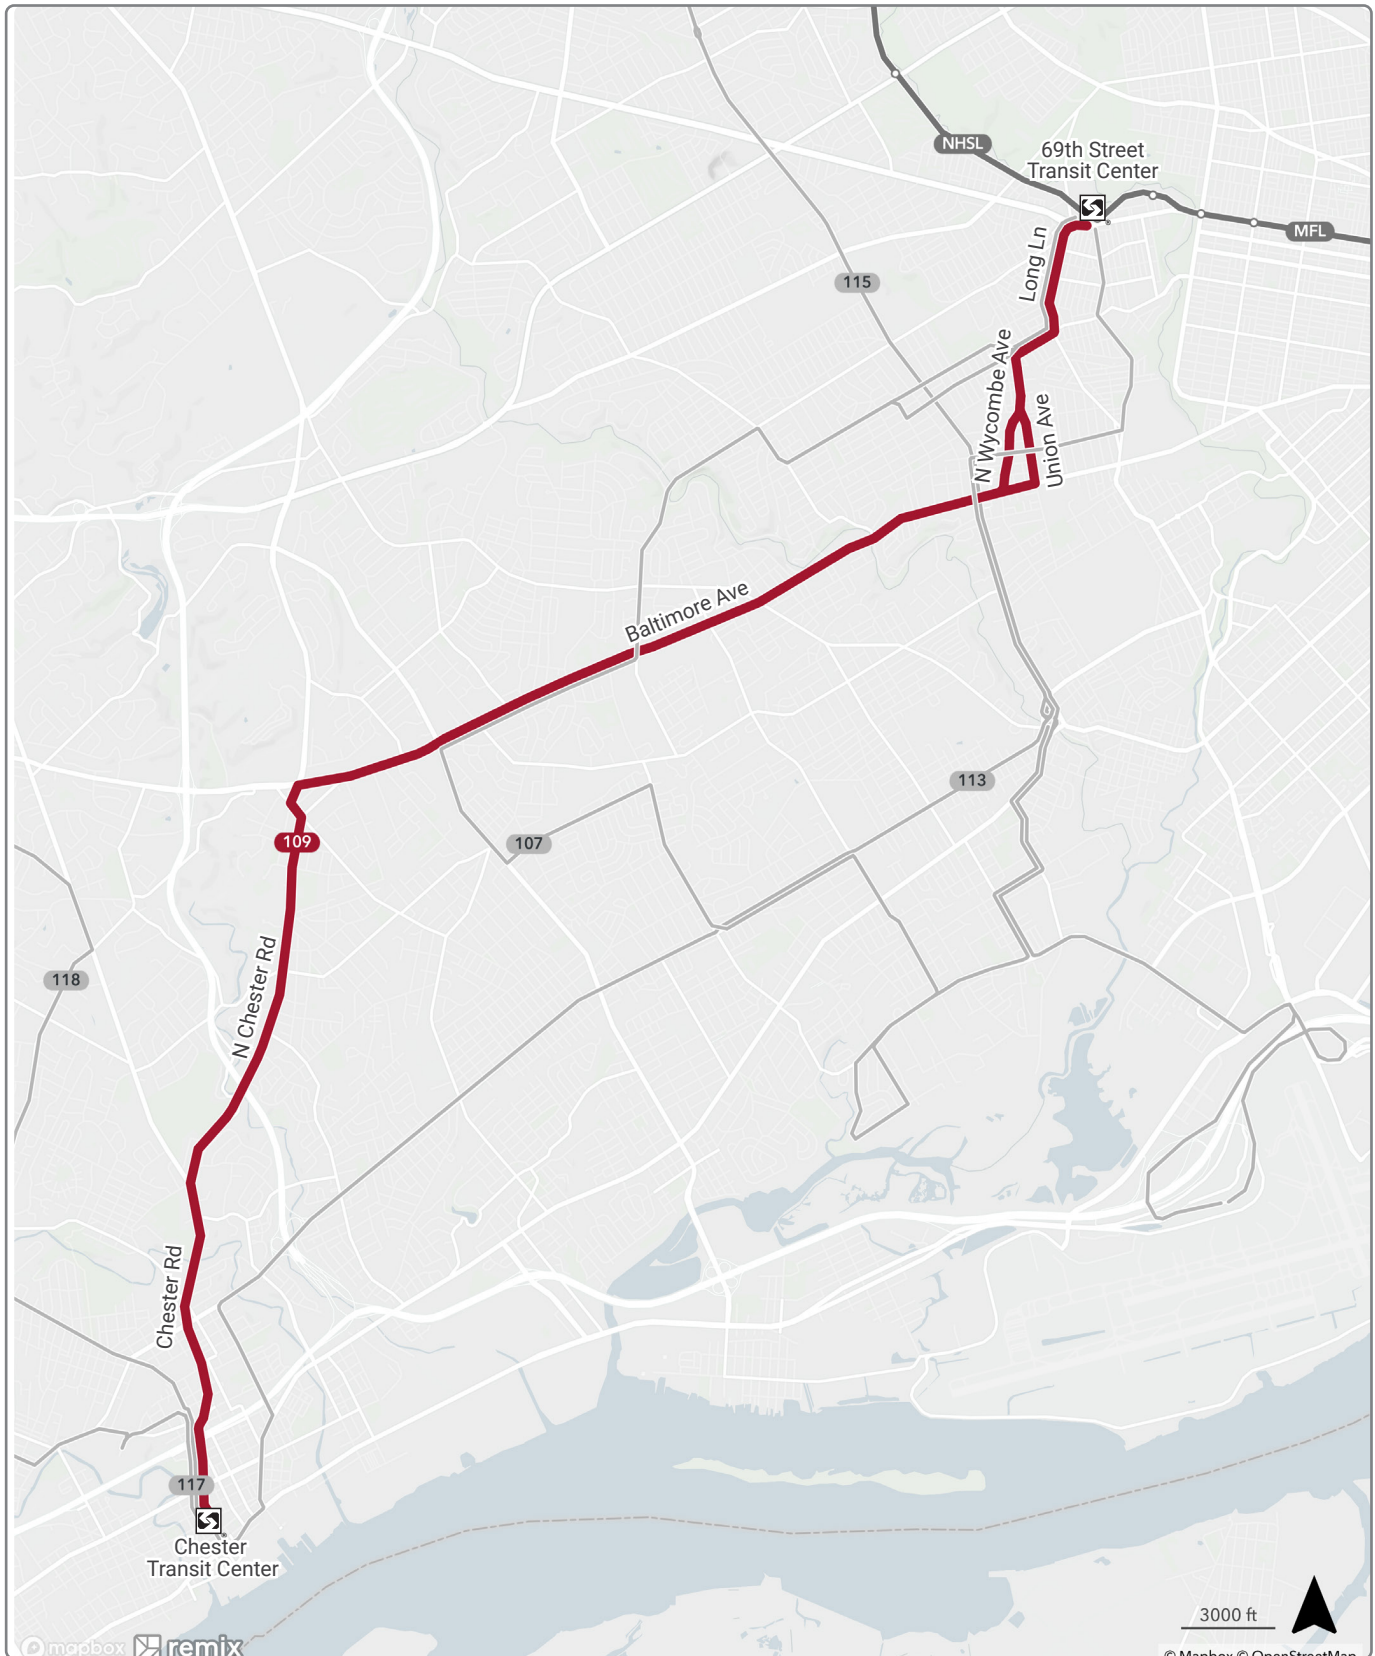 NHSL
69th Street
Transit Center
MFL
Long Ln
115
N Wycombe Ave
Union Ave
Baltimore Ave
113
109
107
118
N Chester Rd
Chester Rd
117
Chester
Transit Center
3000 ft
mapbox remix
© Mapbox © OpenStreetMap